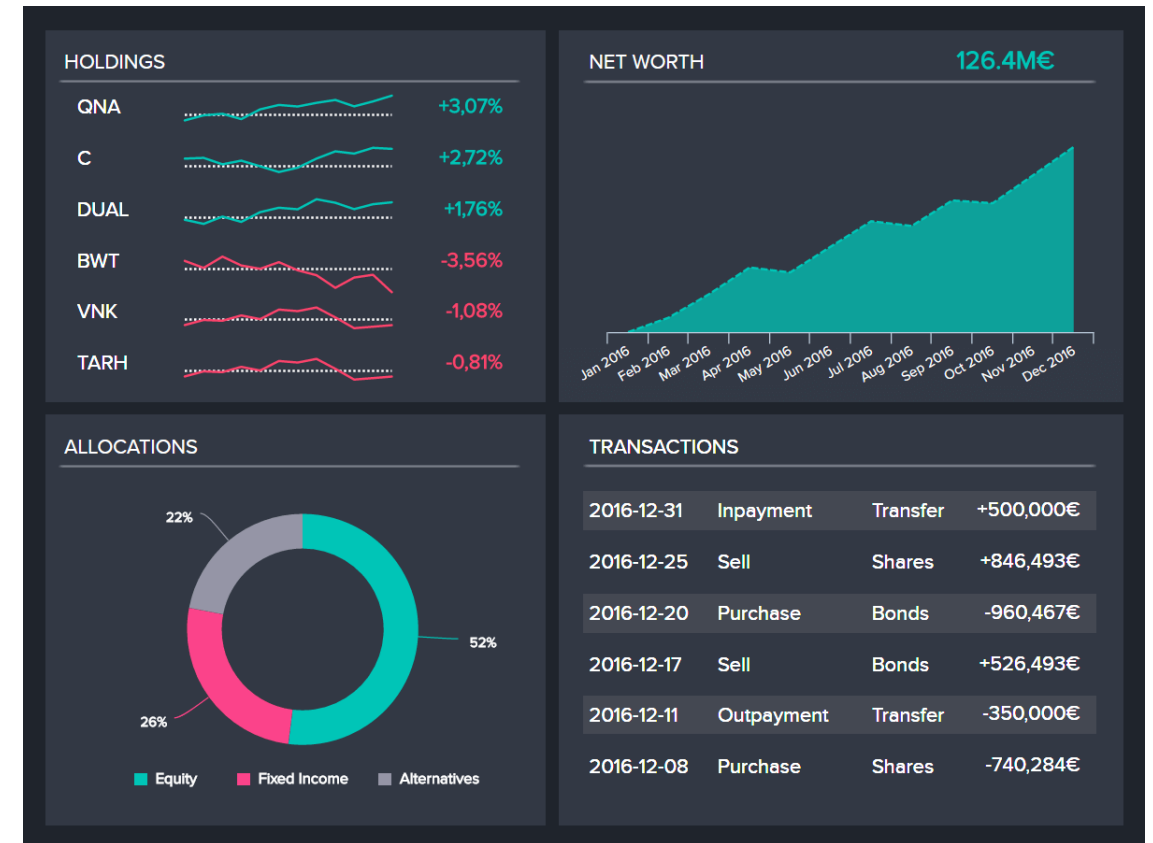 HOLDINGS
QNA +3,07%
C +2,72%
DUAL +1,76%
BWT -3,56%
VNK -1,08%
TARH -0,81%
NET WORTH 126.4M€
Jan 2016 Feb 2016 Mar 2016 Apr 2016 May 2016 Jun 2016 Jul 2016 Aug 2016 Sep 2016 Oct 2016 Nov 2016 Dec 2016
ALLOCATIONS
22%
52%
26%
Equity Fixed Income Alternatives
TRANSACTIONS
2016-12-31 Inpayment Transfer +500,000€
2016-12-25 Sell Shares +846,493€
2016-12-20 Purchase Bonds -960,467€
2016-12-17 Sell Bonds +526,493€
2016-12-11 Outpayment Transfer -350,000€
2016-12-08 Purchase Shares -740,284€